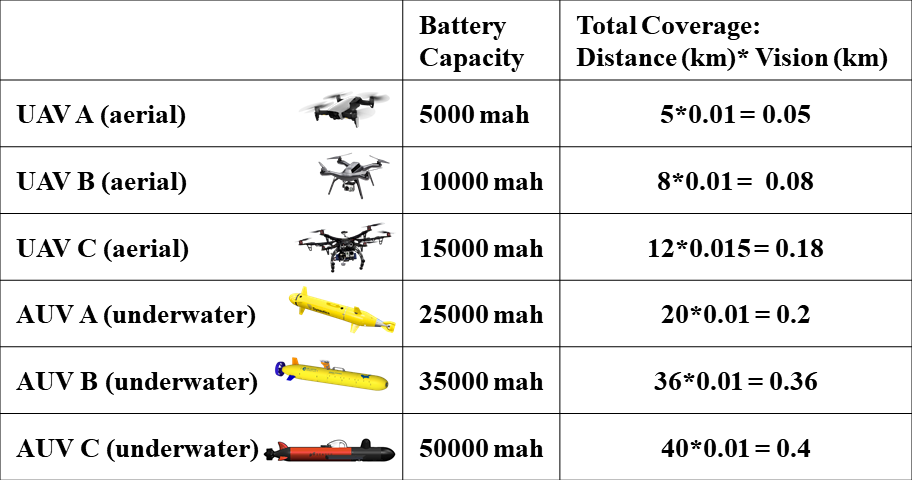 Battery
Capacity
Total Coverage:
Distance (km)* Vision (km)
UAV A (aerial)
5000 mah
5*0.01 = 0.05
UAV B (aerial)
10000 mah
8*0.01 = 0.08
UAV C (aerial)
15000 mah
12*0.015 = 0.18
AUV A (underwater)
25000 mah
20*0.01 = 0.2
AUV B (underwater)
35000 mah
36*0.01 = 0.36
AUV C (underwater)
50000 mah
40*0.01 = 0.4